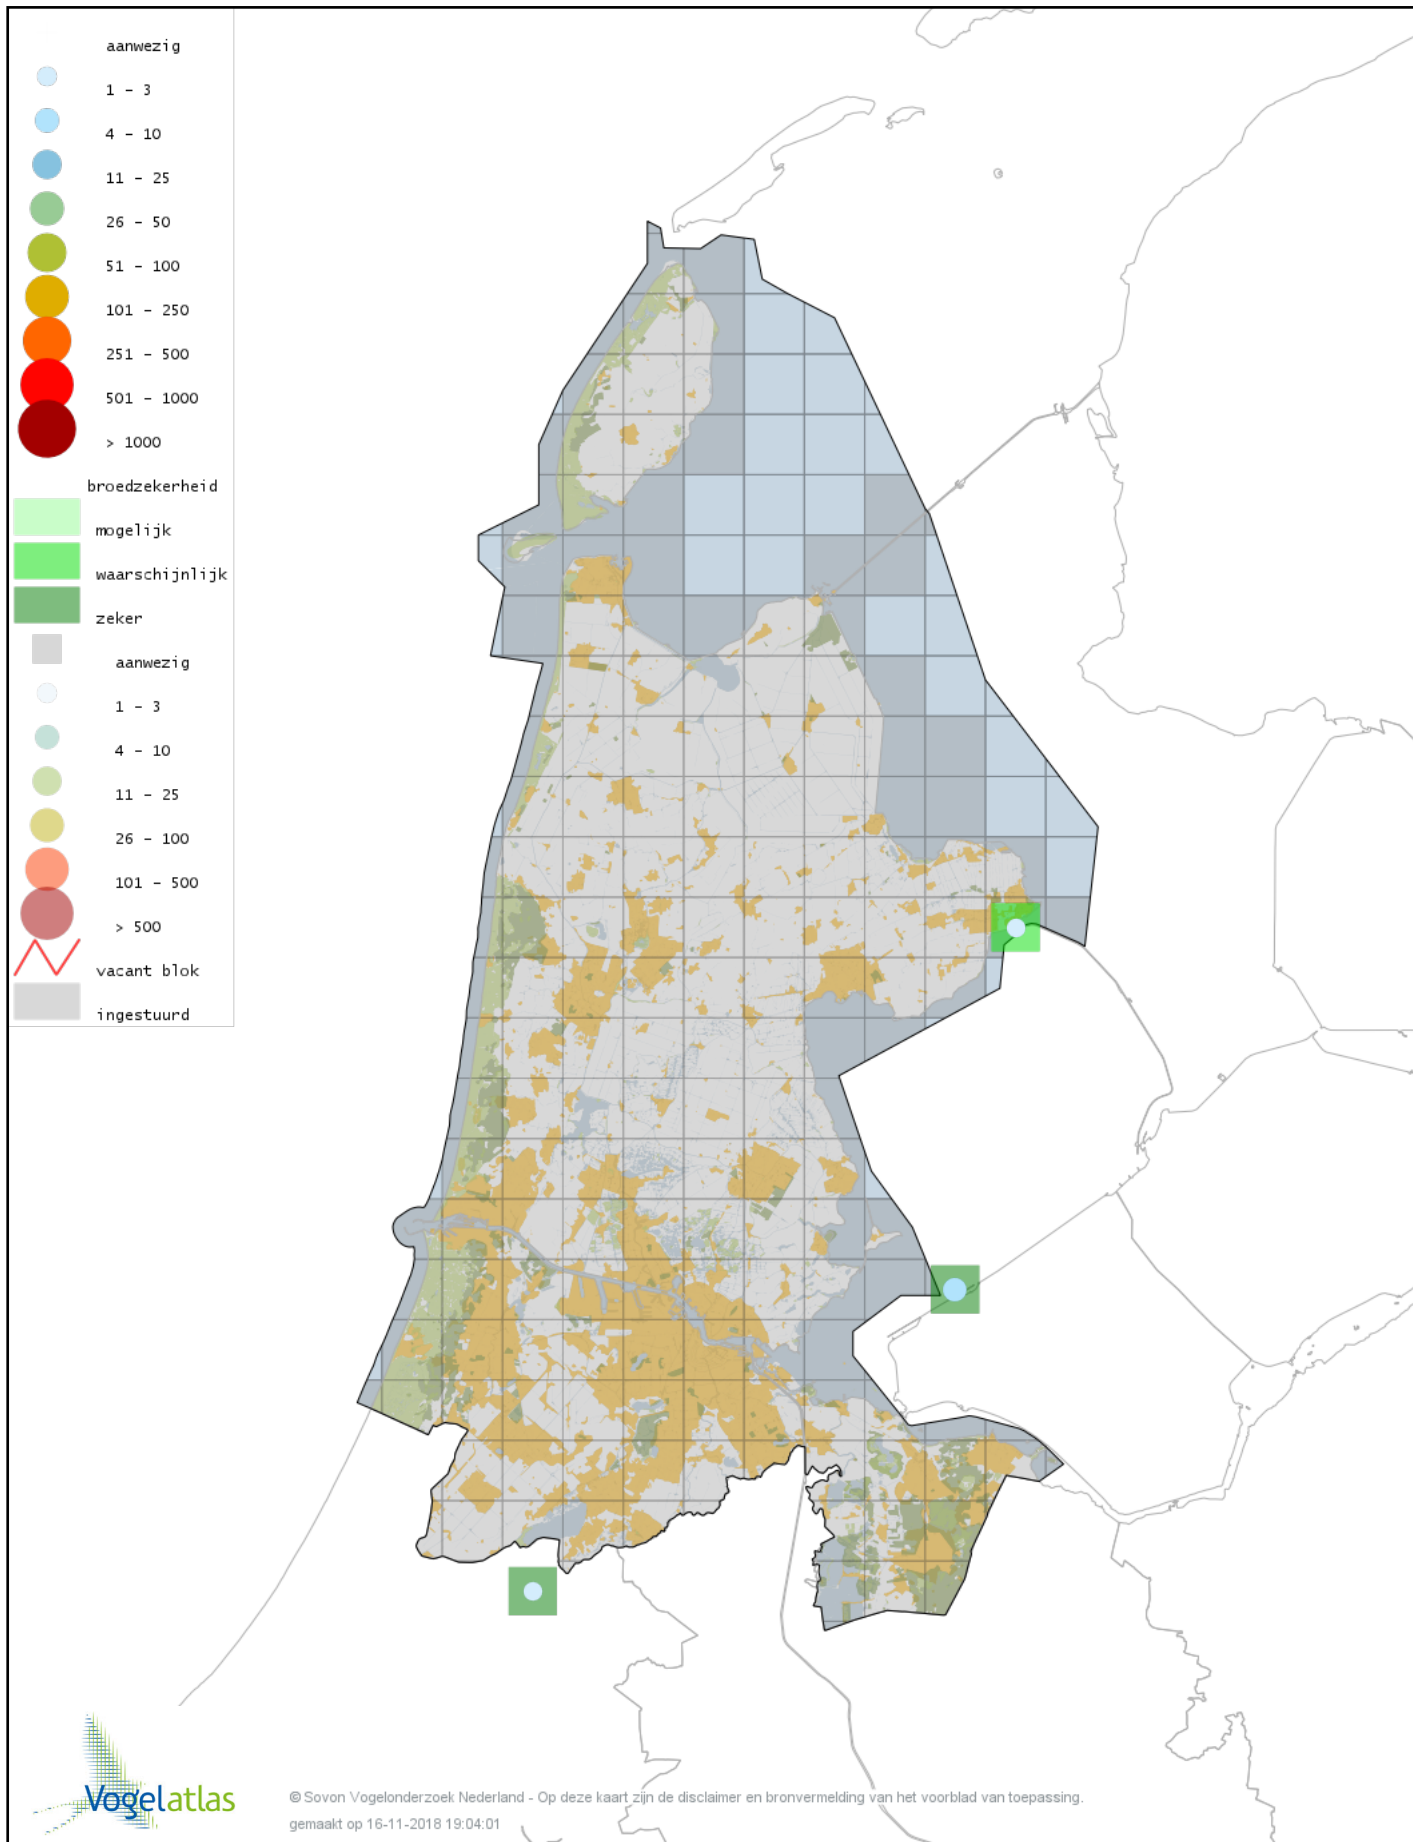 aanwezig
1 - 3
4 - 10
11 - 25
26 - 50
51 - 100
101 - 250
251 - 500
501 - 1000
> 1000
broedzekerheid
mogelijk
waarschijnlijk
zeker
aanwezig
1 - 3
4 - 10
11 - 25
26 - 100
101 - 500
> 500
vacant blok
ingestuurd
Vogelatlas
© Sovon Vogelonderzoek Nederland - Op deze kaart zijn de disclaimer en bronvermelding van het voorblad van toepassing.
gemaakt op 16-11-2018 19:04:01